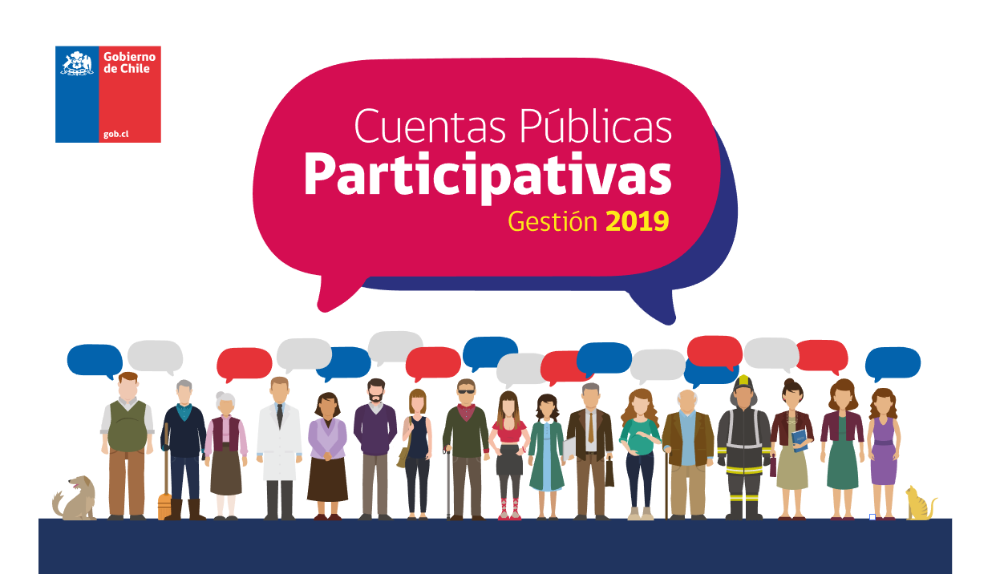 Gobierno
de Chile
gob.cl
Cuentas Públicas
Participativas
Gestión 2019